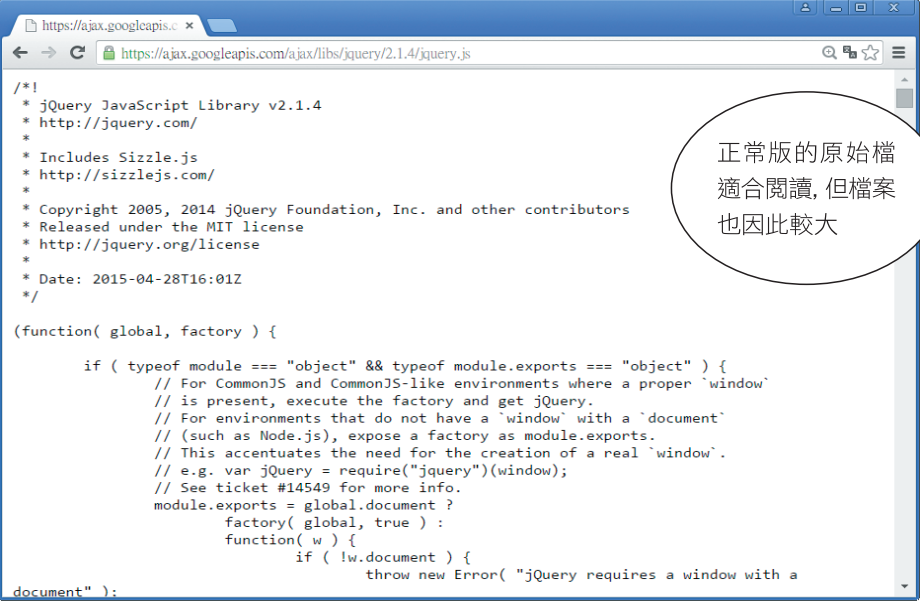 https://ajax.googleapis.c
https://ajax.googleapis.com/ajax/libs/jquery/2.1.4/jquery.js
/*!
 * jQuery JavaScript Library v2.1.4
 * http://jquery.com/
 *
 * Includes Sizzle.js
 * http://sizzlejs.com/
 *
 * Copyright 2005, 2014 jQuery Foundation, Inc. and other contributors
 * Released under the MIT license
 * http://jquery.org/license
 *
 * Date: 2015-04-28T16:01Z
 */
正常版的原始檔
適合閱讀,但檔案
也因此較大
(function( global, factory ) {
if ( typeof module === "object" && typeof module.exports === "object" ) {
// For CommonJS and CommonJS-like environments where a proper `window`
// is present, execute the factory and get jQuery.
// For environments that do not have a `window` with a `document`
// (such as Node.js), expose a factory as module.exports.
// This accentuates the need for the creation of a real `window`.
// e.g. var jQuery = require("jquery")(window);
// See ticket #14549 for more info.
module.exports = global.document ?
factory( global, true ) :
function( w ) {
if ( !w.document ) {
throw new Error( "jQuery requires a window with a
document" );